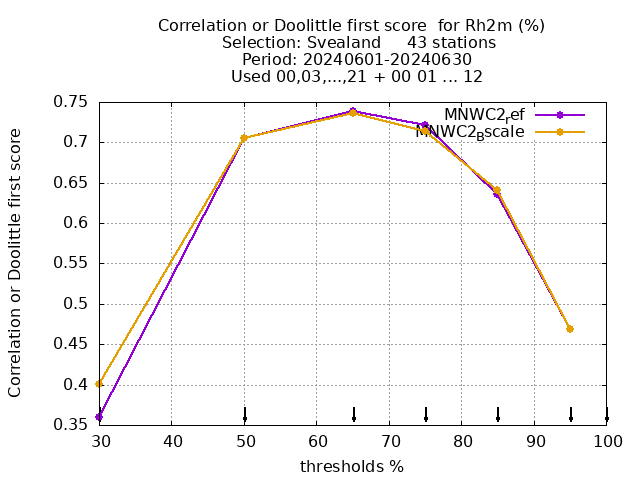 Correlation or Doolittle first score  for Rh2m (%)
Selection: Svealand     43 stations
Period: 20240601-20240630
Used 00,03,...,21 + 00 01 ... 12
MNWC2ref
MNWC2Bscale
Correlation or Doolittle first score
0.75
0.7
0.65
0.6
0.55
0.5
0.45
0.4
0.35
30 40 50 60 70 80 90 100
thresholds %